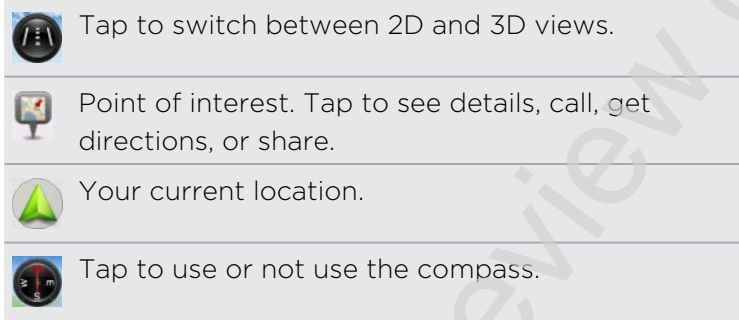 Tap to switch between 2D and 3D views.
Point of interest. Tap to see details, call, get
directions, or share.
Your current location.
Tap to use or not use the compass.